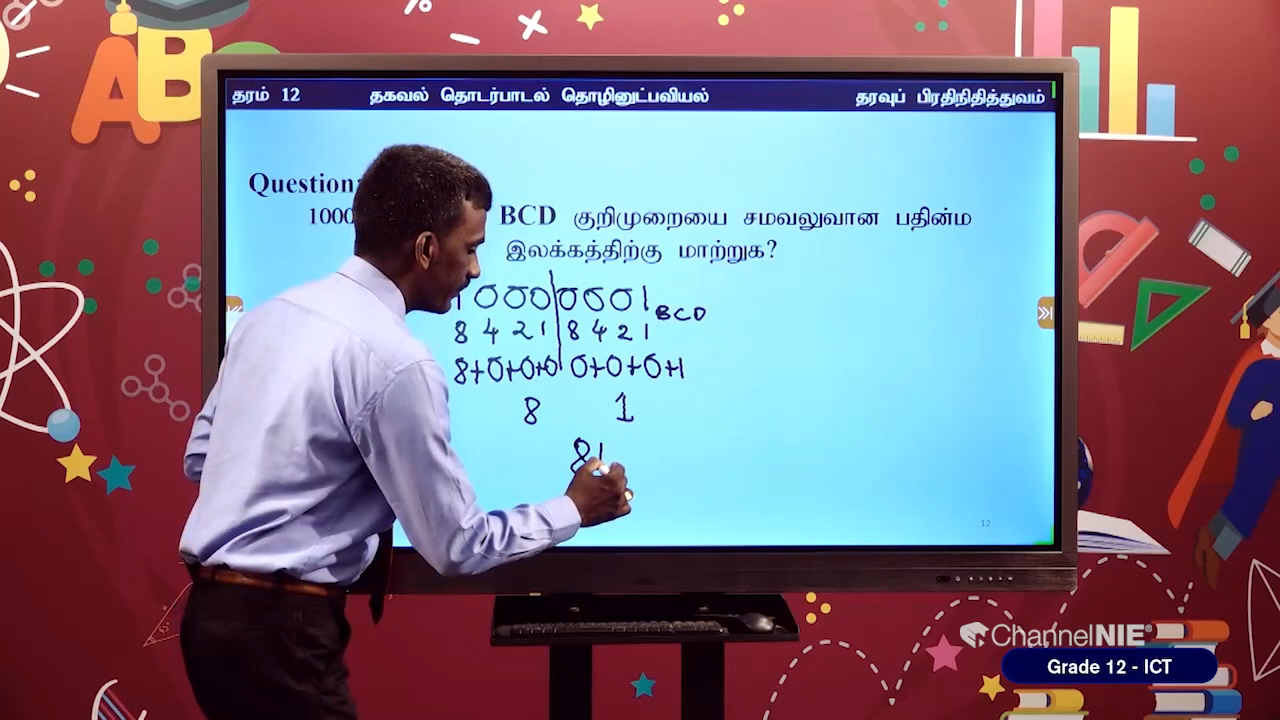 தரம் 12 தகவல் தொடர்பாடல் தொழினுட்பவியல் தரவுப் பிரதிநிதித்துவம்
Question:
1000 BCD குறிமுறையை சமவலுவான பதின்ம
இலக்கத்திற்கு மாற்றுக?
1000 0001 BCD
8 4 2 1 8 4 2 1
8+0+0+0 0+0+0+1
8 1
81
12
ChannelNIE®
Grade 12 - ICT
AB